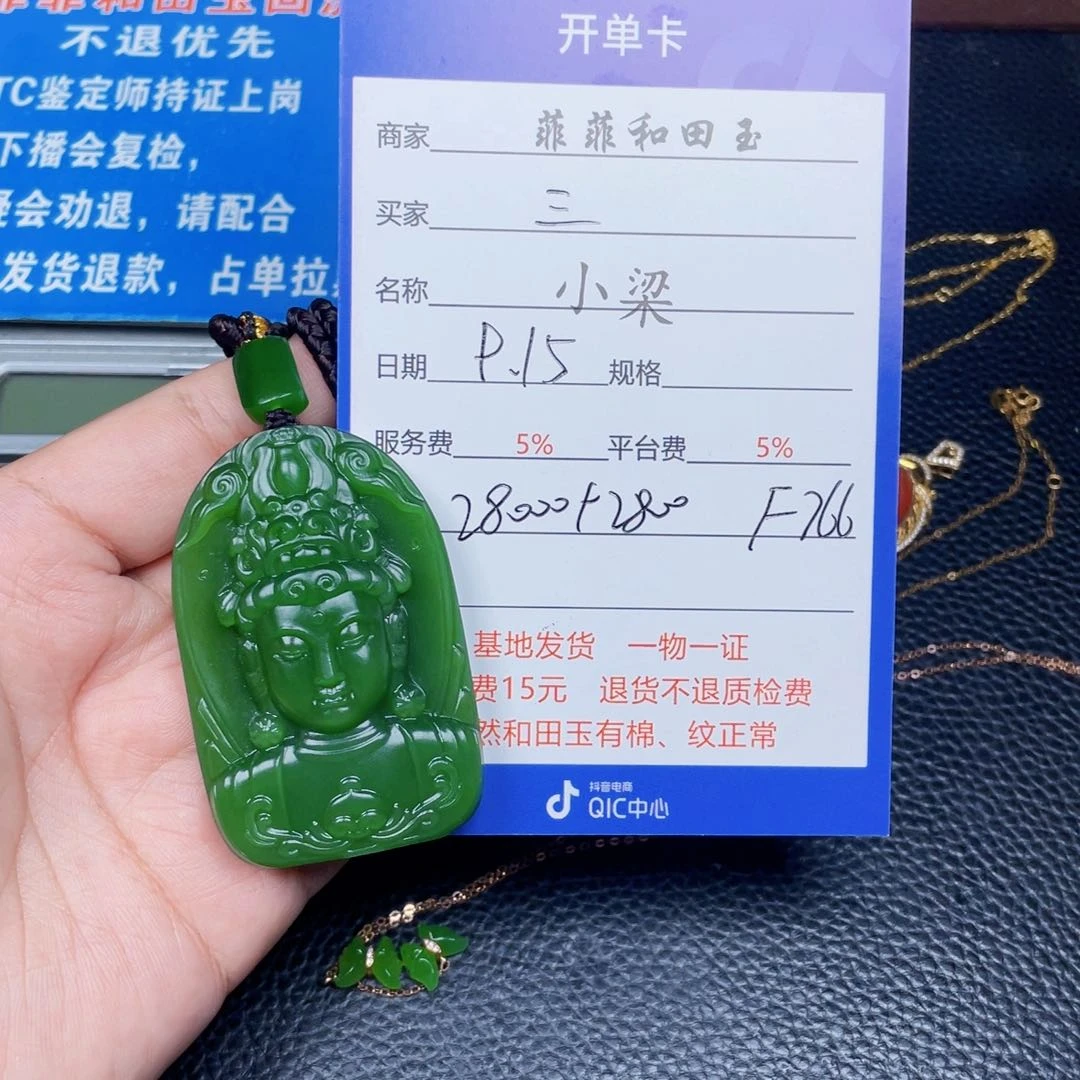 不退优先
TC鉴定师持证上岗
下播会复检，
会劝退，请配合
发货退款，占单拉
开单卡
商家 菲菲和田玉
买家 三
名称 小梁
日期 P.15 规格
服务费 5% 平台费 5%
28000+2800 F266
基地发货 一物一证
费15元 退货不退质检费
然和田玉有棉、纹正常
抖音电商
QIC中心